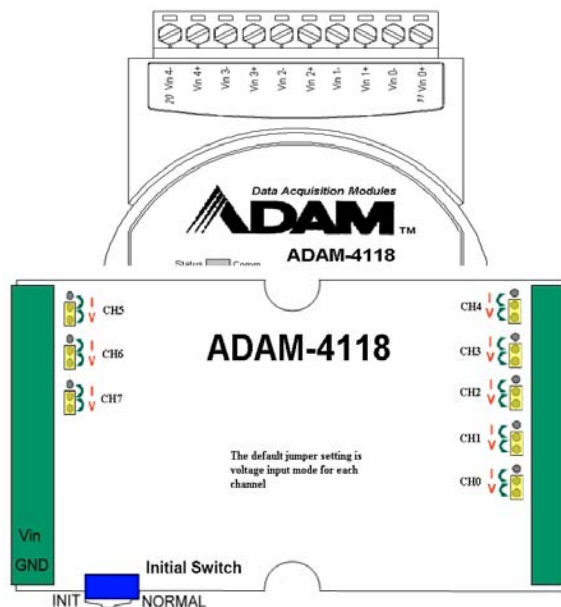 20 Vin 4- Vin 4+ Vin 3- Vin 3+ Vin 2- Vin 2+ Vin 1- Vin 1+ Vin 0- 11 Vin 0+
Data Acquisition Modules
ADAM TM
ADAM-4118
Status Comm
I
V
CH5
I
V
CH6
I
V
CH7
ADAM-4118
CH4
I
V
CH3
I
V
CH2
I
V
CH1
I
V
CH0
I
V
The default jumper setting is
voltage input mode for each
channel
Vin
GND
Initial Switch
INIT NORMAL